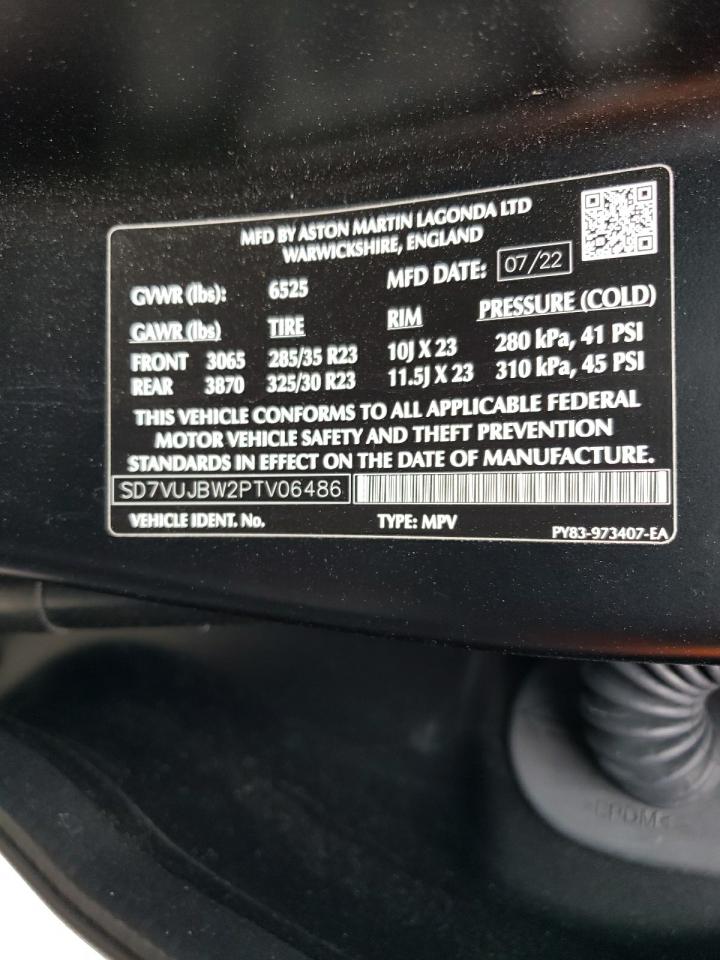 MFD BY ASTON MARTIN LAGONDA LTD
WARWICKSHIRE, ENGLAND
GVWR (lbs): 6525 MFD DATE: 07/22
GAWR (lbs) TIRE RIM PRESSURE (COLD)
FRONT 3065 285/35 R23 10J X 23 280 kPa, 41 PSI
REAR 3870 325/30 R23 11.5J X 23 310 kPa, 45 PSI
THIS VEHICLE CONFORMS TO ALL APPLICABLE FEDERAL
MOTOR VEHICLE SAFETY AND THEFT PREVENTION
STANDARDS IN EFFECT ON THE DATE OF MANUFACTURE.
SD7VUJBW2PTV06486
VEHICLE IDENT. No. TYPE: MPV PY83-973407-EA
>EPDM<